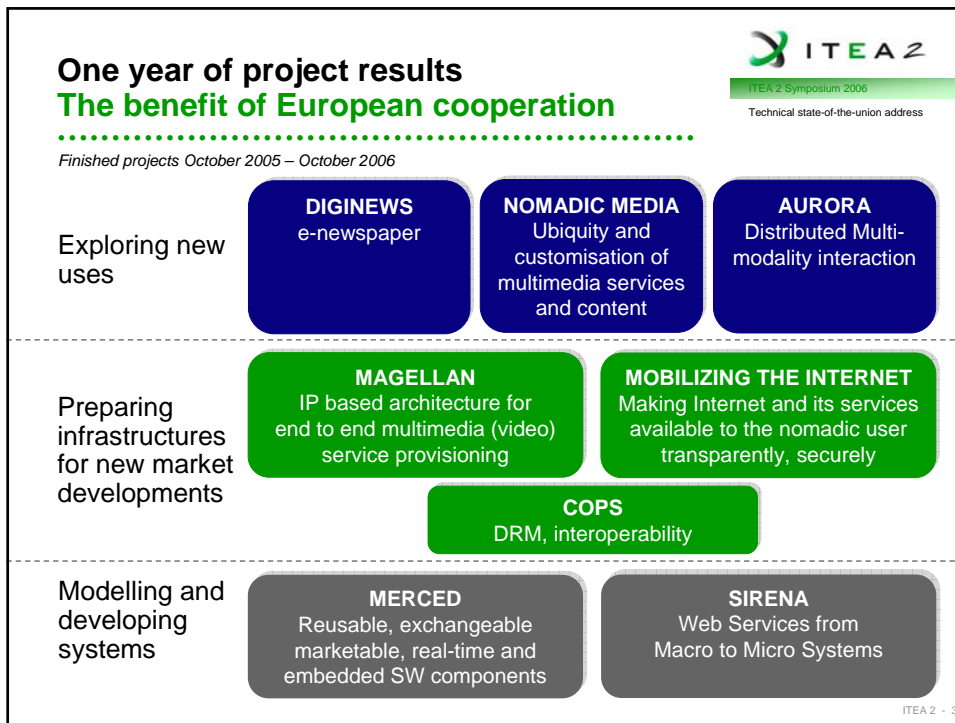 One year of project results
The benefit of European cooperation
ITEA 2
ITEA 2 Symposium 2006
Technical state-of-the-union address
Finished projects October 2005 – October 2006
Exploring new
uses
DIGINEWS
e-newspaper
NOMADIC MEDIA
Ubiquity and
customisation of
multimedia services
and content
AURORA
Distributed Multi-
modality interaction
Preparing
infrastructures
for new market
developments
MAGELLAN
IP based architecture for
end to end multimedia (video)
service provisioning
MOBILIZING THE INTERNET
Making Internet and its services
available to the nomadic user
transparently, securely
COPS
DRM, interoperability
Modelling and
developing
systems
MERCED
Reusable, exchangeable
marketable, real-time and
embedded SW components
SIRENA
Web Services from
Macro to Micro Systems
ITEA 2 - 3